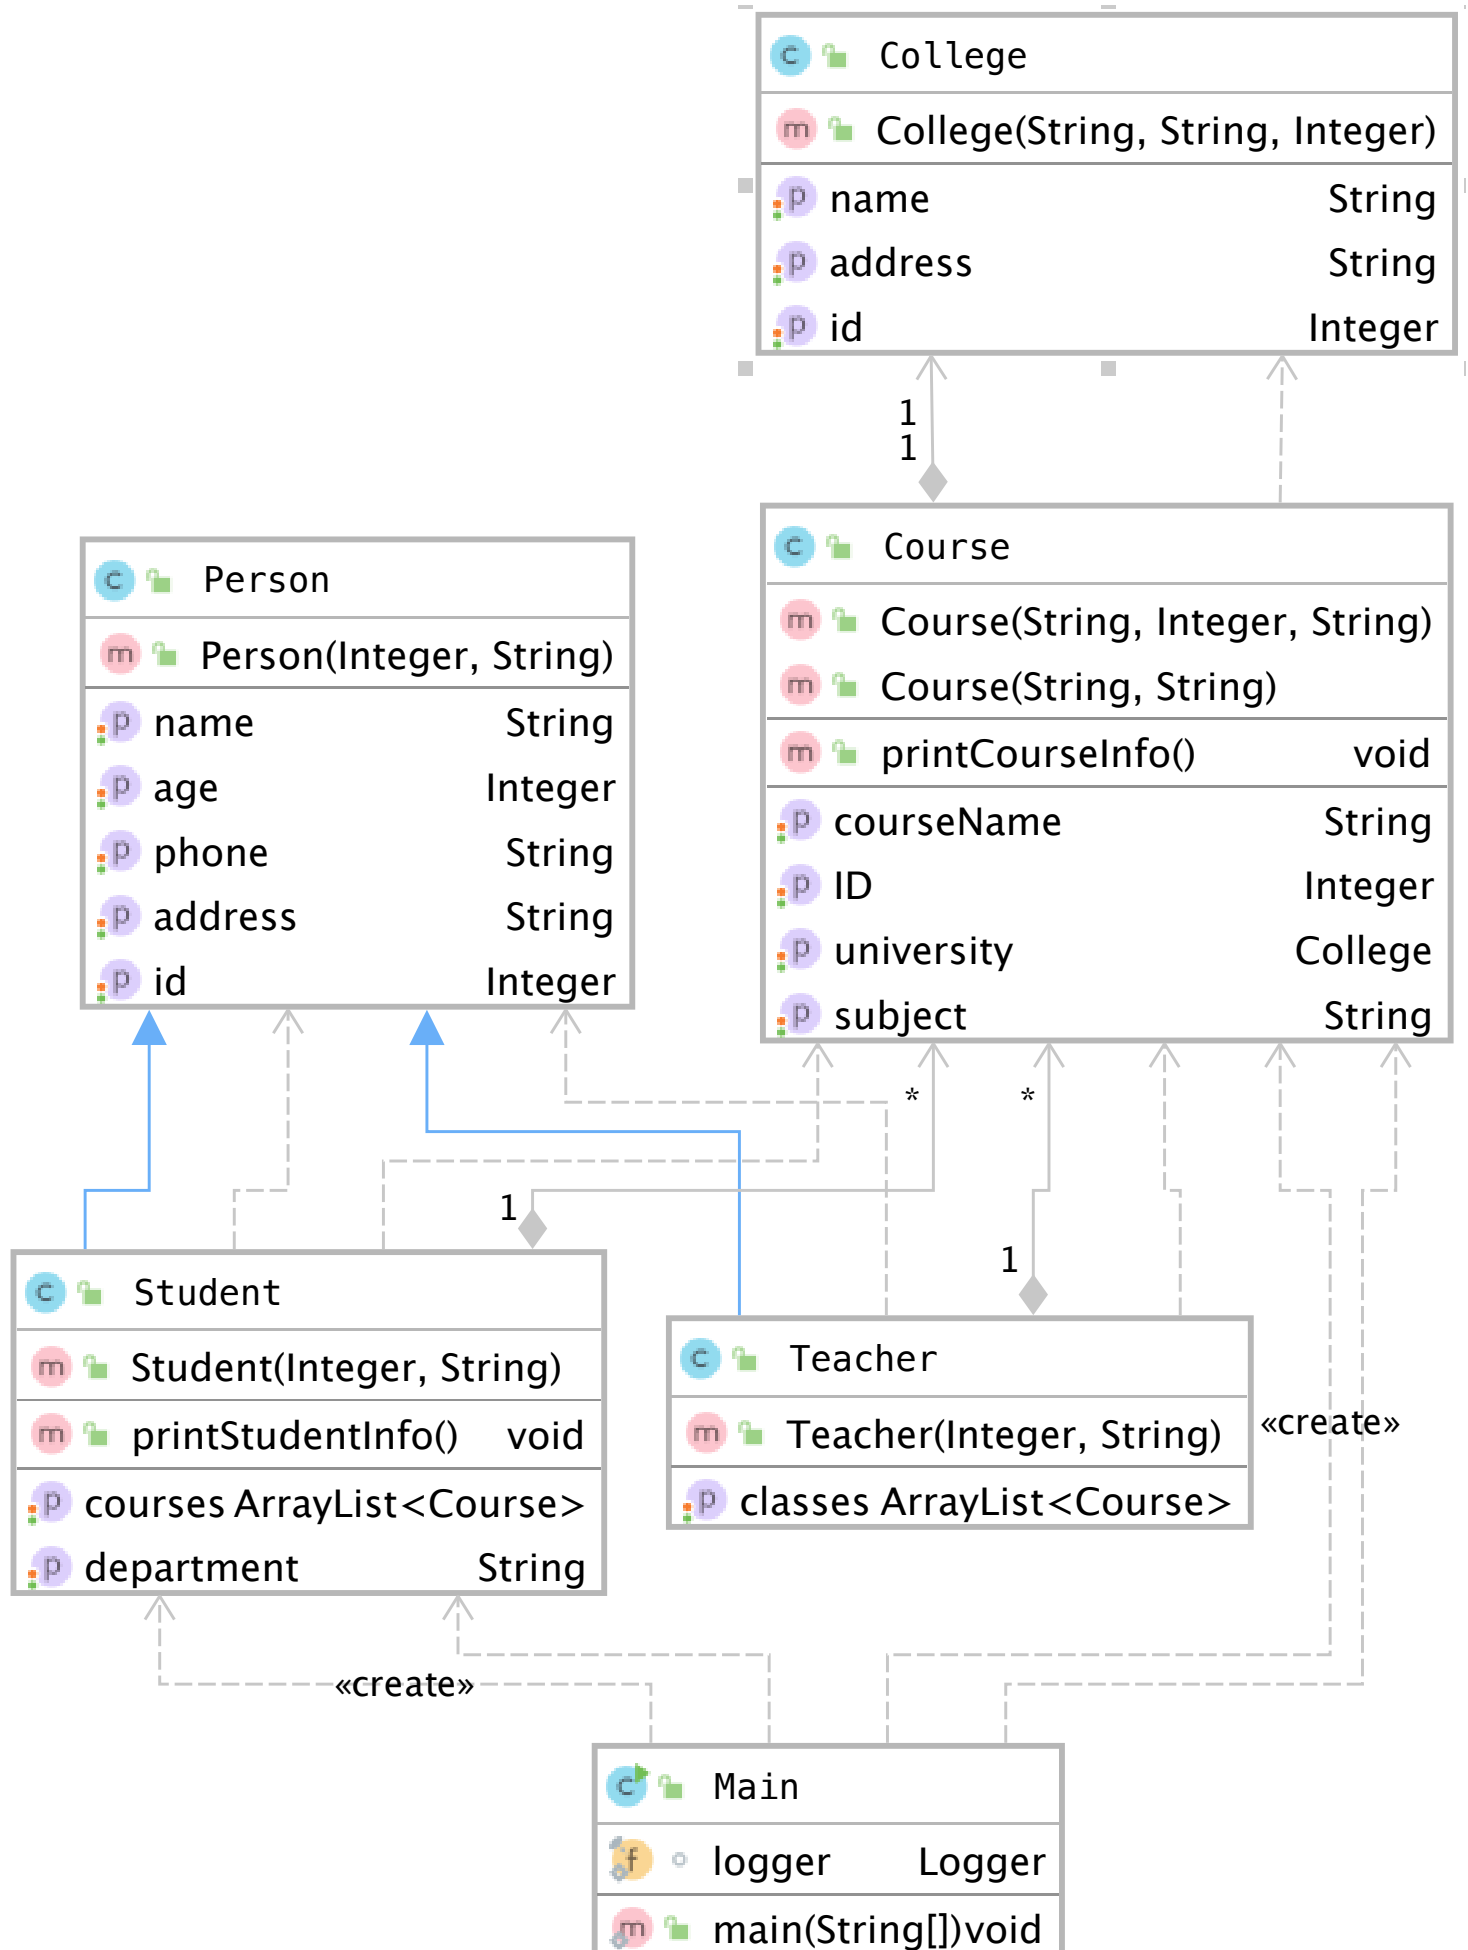 College
College(String, String, Integer)
name String
address String
id Integer
1
1
Course
Course(String, Integer, String)
Course(String, String)
printCourseInfo() void
courseName String
ID Integer
university College
subject String
Person
Person(Integer, String)
name String
age Integer
phone String
address String
id Integer
* *
1
1
Student
Student(Integer, String)
printStudentInfo() void
courses ArrayList<Course>
department String
Teacher
Teacher(Integer, String)
classes ArrayList<Course>
«create»
«create»
Main
logger Logger
main(String[])void